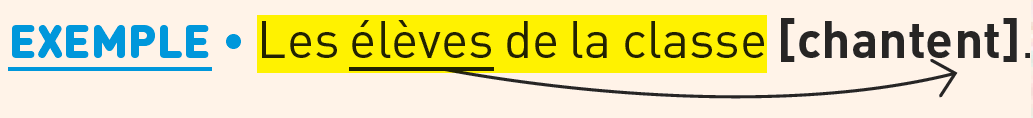 EXEMPLE • Les élèves de la classe [chantent].